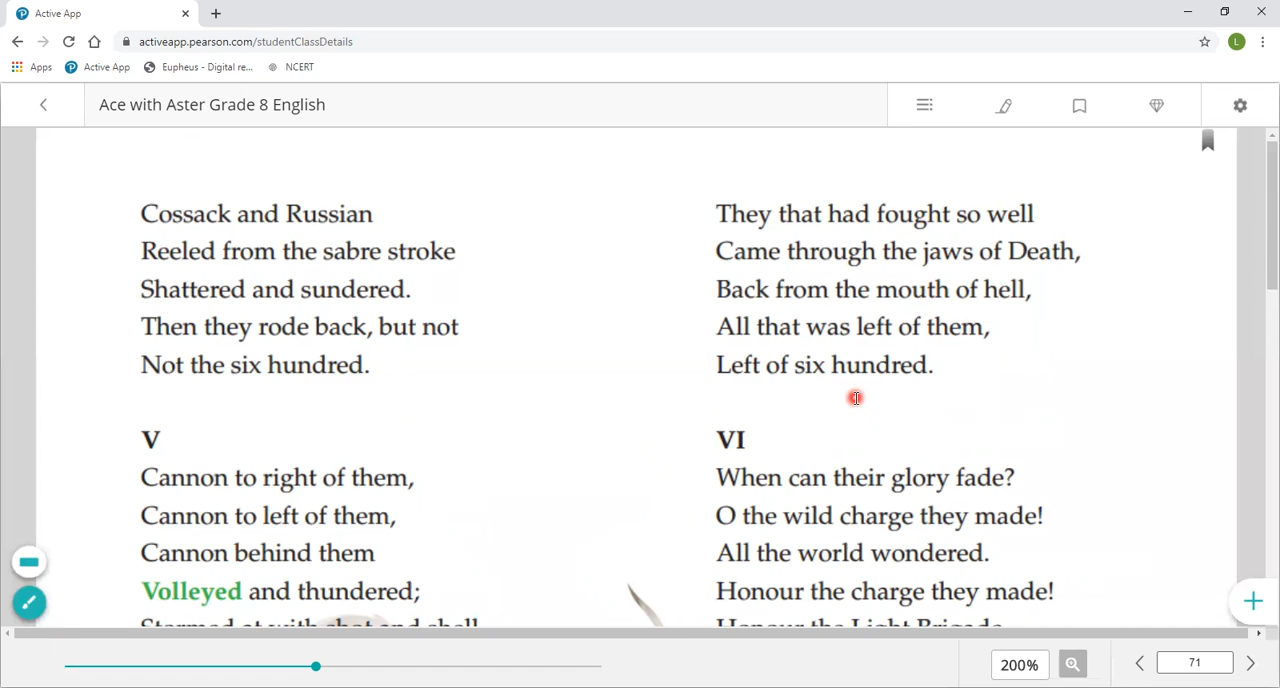 Active App
activeapp.pearson.com/studentClassDetails
L
Apps
Active App
Eupheus - Digital re...
NCERT
Ace with Aster Grade 8 English
Cossack and Russian
Reeled from the sabre stroke
Shattered and sundered.
Then they rode back, but not
Not the six hundred.
V
Cannon to right of them,
Cannon to left of them,
Cannon behind them
Volleyed and thundered;
Stormed at with shot and shell
They that had fought so well
Came through the jaws of Death,
Back from the mouth of hell,
All that was left of them,
Left of six hundred.
VI
When can their glory fade?
O the wild charge they made!
All the world wondered.
Honour the charge they made!
Honour the Light Brigade
200%
71